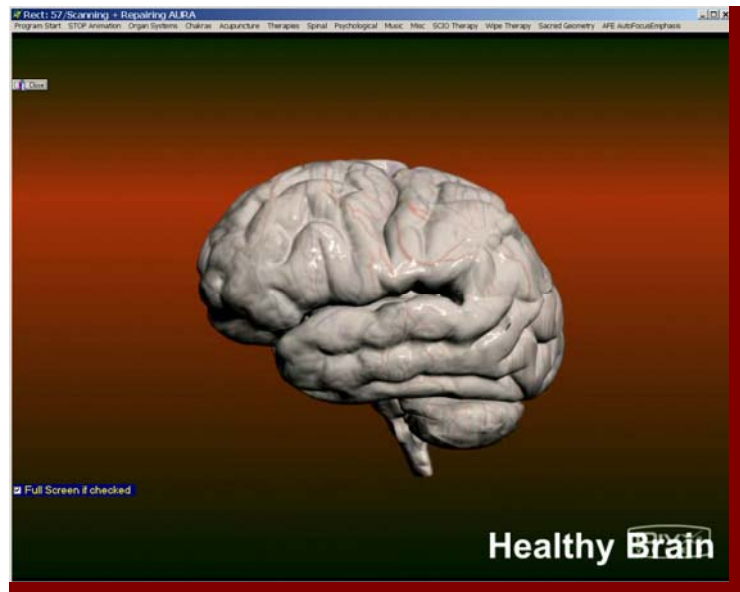 Rect: 57/Scanning + Repairing AURA
Program Start STOP Animation Organ Systems Chakras Acupuncture Therapies Spinal Psychological Music Misc SCIO Therapy Wipe Therapy Sacred Geometry AFE AutoFocusEmphasis
Close
Full Screen if checked
Healthy Brain